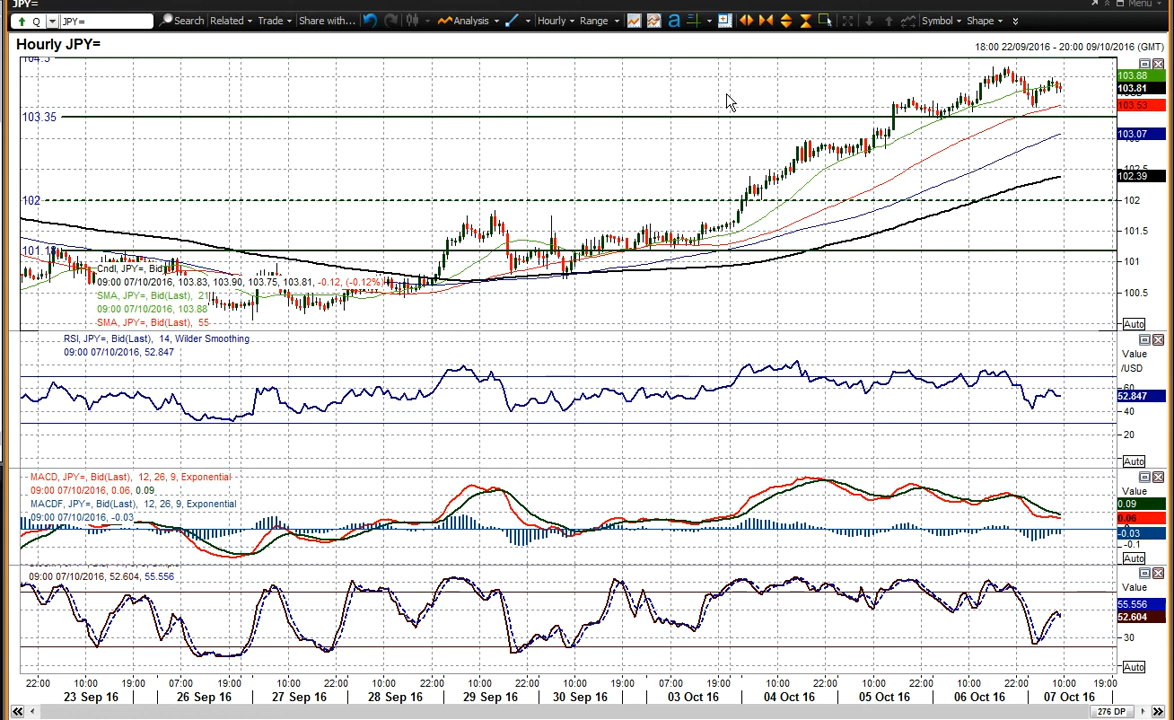 JPY=
Menu
Q JPY= Search Related Trade Share with... Analysis Hourly Range a Symbol Shape
Hourly JPY=
18:00 22/09/2016 - 20:00 09/10/2016 (GMT)
104.5
103.88
103.81
103.53
103.35
103.07
102.5
102.39
102
102
101.5
101
100.5
Cndl, JPY=, Bid
09:00 07/10/2016, 103.83, 103.90, 103.75, 103.81, -0.12, (-0.12%)
SMA, JPY=, Bid(Last), 21
09:00 07/10/2016, 103.88
SMA, JPY=, Bid(Last), 55
Auto
RSI, JPY=, Bid(Last), 14, Wilder Smoothing
09:00 07/10/2016, 52.847
Value
/USD
60
52.847
40
20
Auto
MACD, JPY=, Bid(Last), 12, 26, 9, Exponential
09:00 07/10/2016, 0.06, 0.09
MACDF, JPY=, Bid(Last), 12, 26, 9, Exponential
09:00 07/10/2016, -0.03
Value
0.09
0.06
-0.03
-0.1
Auto
09:00 07/10/2016, 52.604, 55.556
Value
55.556
52.604
30
Auto
22:00 10:00 22:00 07:00 19:00 10:00 22:00 10:00 22:00 10:00 22:00 10:00 19:00 07:00 19:00 10:00 22:00 10:00 22:00 10:00 22:00 10:00 19:00
23 Sep 16 26 Sep 16 27 Sep 16 28 Sep 16 29 Sep 16 30 Sep 16 03 Oct 16 04 Oct 16 05 Oct 16 06 Oct 16 07 Oct 16
276 DP